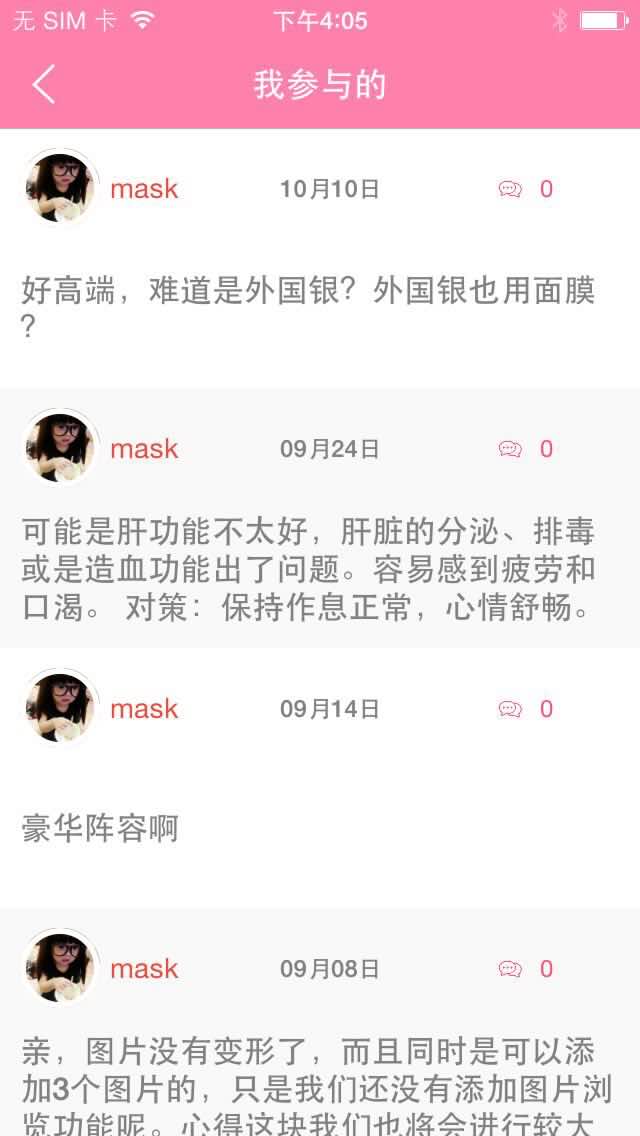 无 SIM 卡 下午4:05
我参与的
mask 10月10日 0
好高端，难道是外国银？外国银也用面膜
？
mask 09月24日 0
可能是肝功能不太好，肝脏的分泌、排毒
或是造血功能出了问题。容易感到疲劳和
口渴。 对策：保持作息正常，心情舒畅。
mask 09月14日 0
豪华阵容啊
mask 09月08日 0
亲，图片没有变形了，而且同时是可以添
加3个图片的，只是我们还没有添加图片浏
览功能呢。心得这块我们也将会进行较大